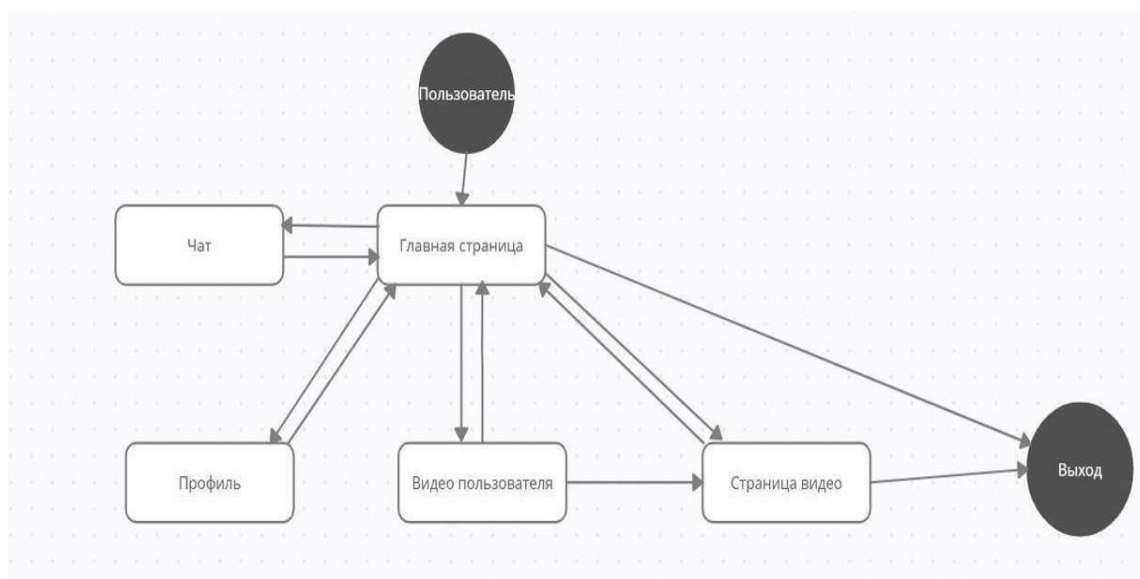 Пользователь
Чат
Главная страница
Профиль
Видео пользователя
Страница видео
Выход